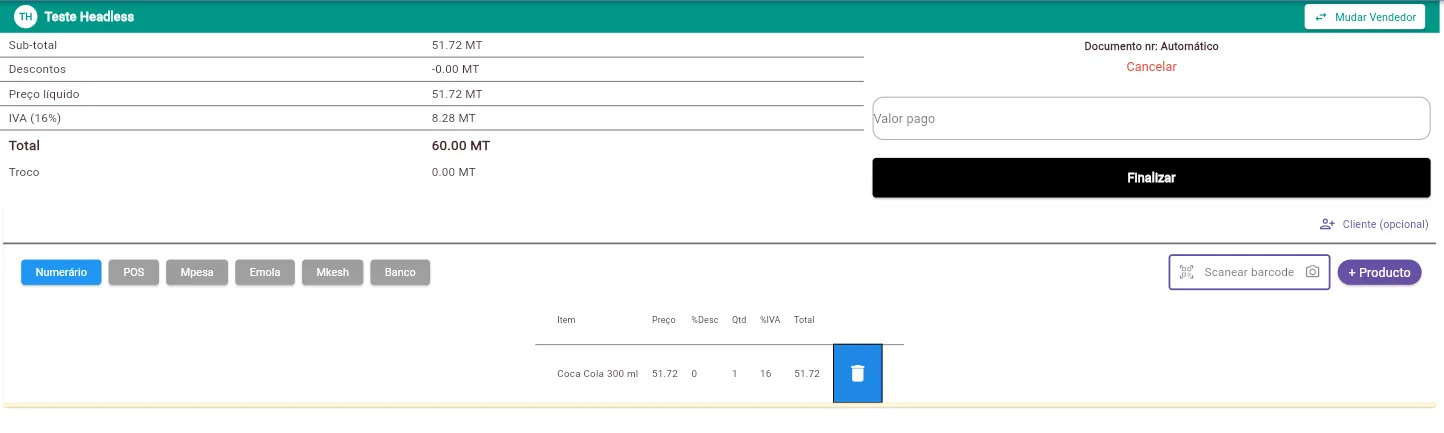 TH Teste Headless
Mudar Vendedor
Sub-total 51.72 MT
Descontos -0.00 MT
Preço líquido 51.72 MT
IVA (16%) 8.28 MT
Total 60.00 MT
Troco 0.00 MT
Documento nr: Automático
Cancelar
Valor pago
Finalizar
Cliente (opcional)
Numerário POS Mpesa Emola Mkesh Banco
Scanear barcode
+ Producto
Item Preço %Desc Qtd %IVA Total
Coca Cola 300 ml 51.72 0 1 16 51.72